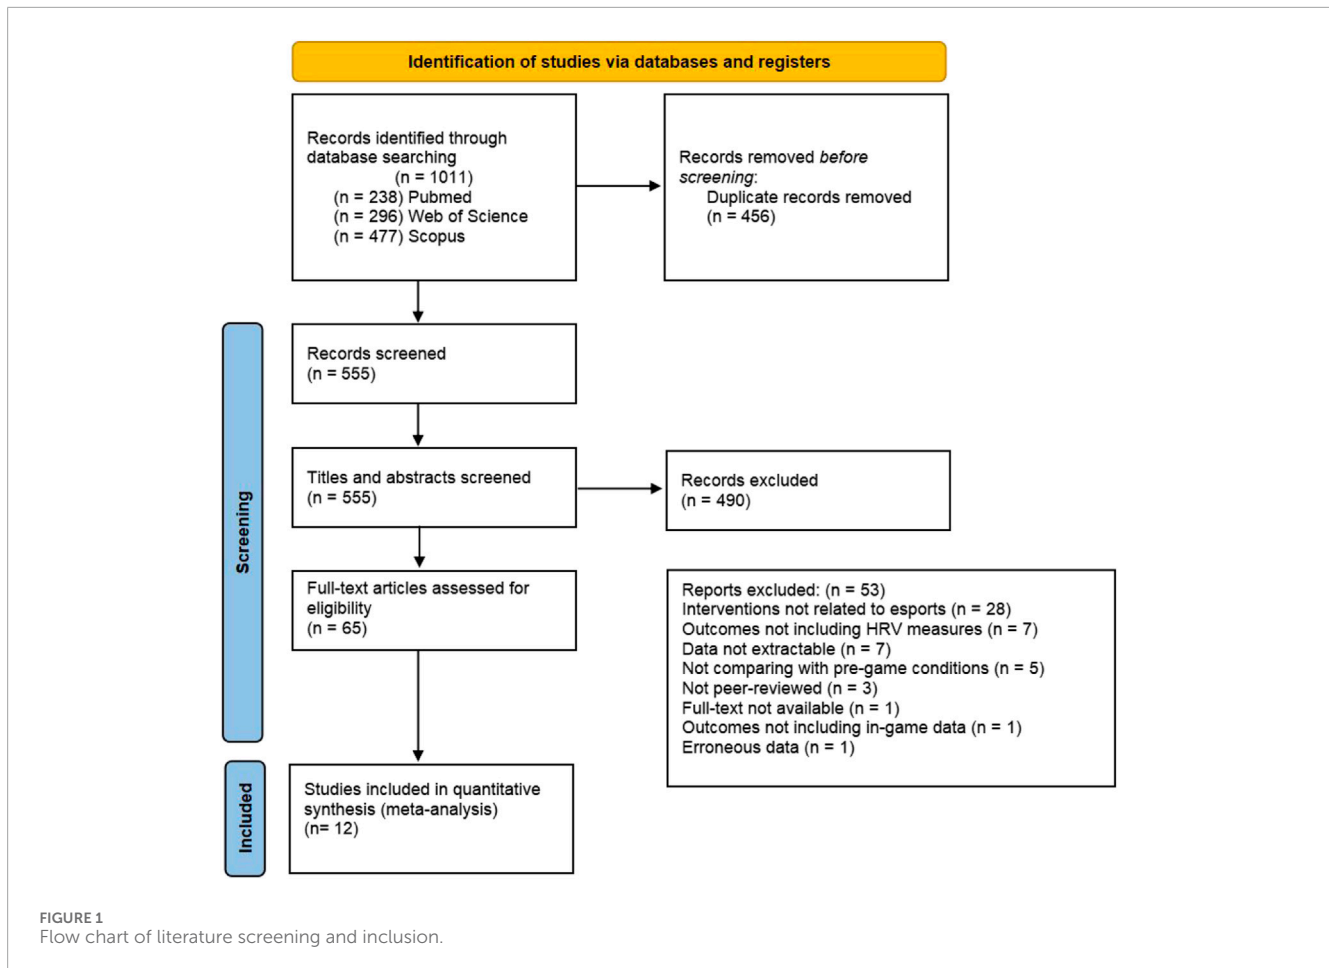 Identification of studies via databases and registers
Records identified through
database searching
(n = 1011)
(n = 238) Pubmed
(n = 296) Web of Science
(n = 477) Scopus
Records removed before
screening:
Duplicate records removed
(n = 456)
Screening
Records screened
(n = 555)
Titles and abstracts screened
(n = 555)
Records excluded
(n = 490)
Full-text articles assessed for
eligibility
(n = 65)
Reports excluded: (n = 53)
Interventions not related to esports (n = 28)
Outcomes not including HRV measures (n = 7)
Data not extractable (n = 7)
Not comparing with pre-game conditions (n = 5)
Not peer-reviewed (n = 3)
Full-text not available (n = 1)
Outcomes not including in-game data (n = 1)
Erroneous data (n = 1)
Included
Studies included in quantitative
synthesis (meta-analysis)
(n= 12)
FIGURE 1
Flow chart of literature screening and inclusion.